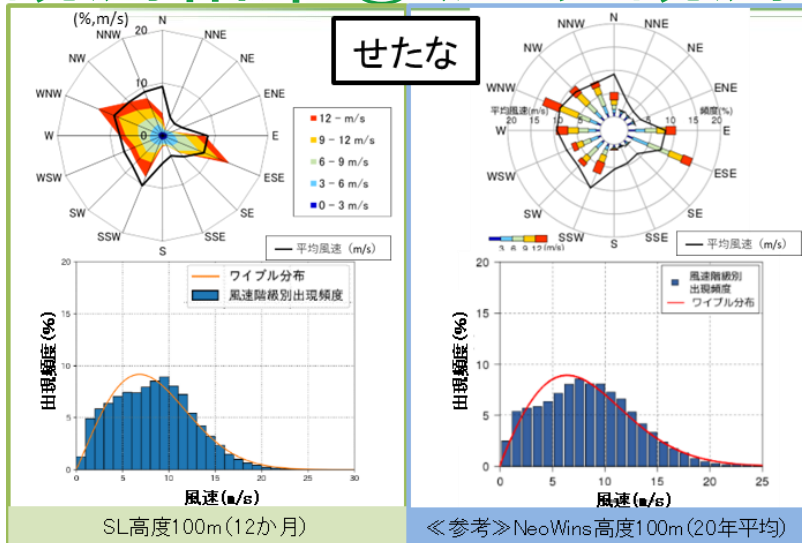 せたな
(%,m/s)
20
10
0
N
NNE
NE
ENE
E
ESE
SE
SSE
S
SSW
SW
WSW
W
WNW
NW
NNW
12 - m/s
9 - 12 m/s
6 - 9 m/s
3 - 6 m/s
0 - 3 m/s
平均風速 (m/s)
ワイブル分布
風速階級別出現頻度
出現頻度(%)
20
15
10
5
0
0 5 10 15 20 25 30
風速(m/s)
SL高度100m(12か月)
N
NNE
NE
ENE
E
ESE
SE
SSE
S
SSW
SW
WSW
W
WNW
NW
NNW
平均風速(m/s)
20 15 10 5
頻度(%)
5 10 15 20
3 6 9 12(m/s)
平均風速 (m/s)
風速階級別
出現頻度
ワイブル分布
出現頻度(%)
20
15
10
5
0
0 5 10 15 20 25
風速(m/s)
≪参考≫NeoWins高度100m(20年平均)